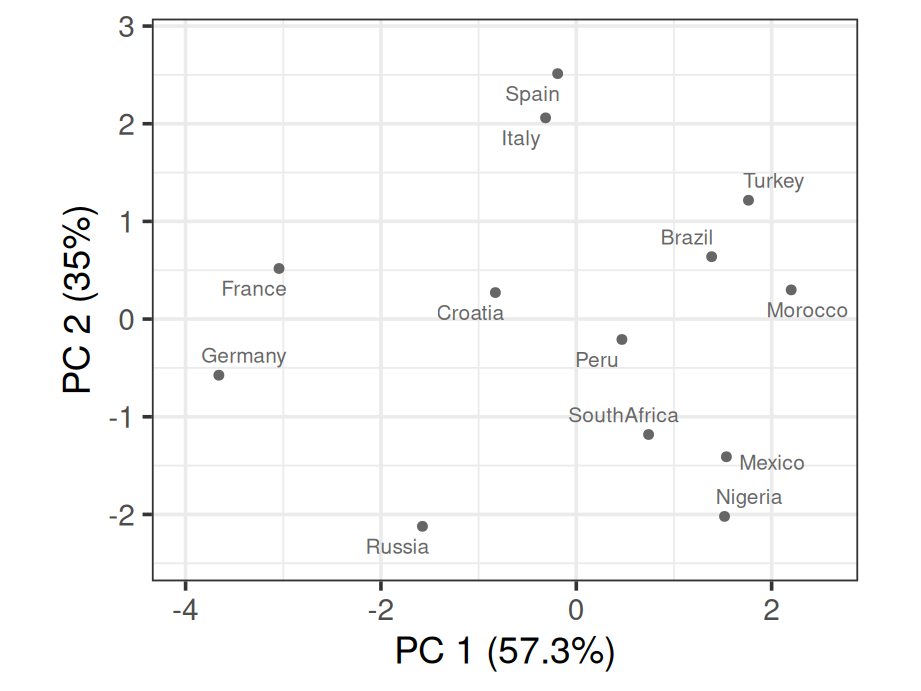 3
Spain
2
Italy
Turkey
1
Brazil
France
Morocco
Croatia
0
Peru
Germany
-1
SouthAfrica
Mexico
Nigeria
-2
Russia
-4
-2
0
2
PC 1 (57.3%)
PC 2 (35%)